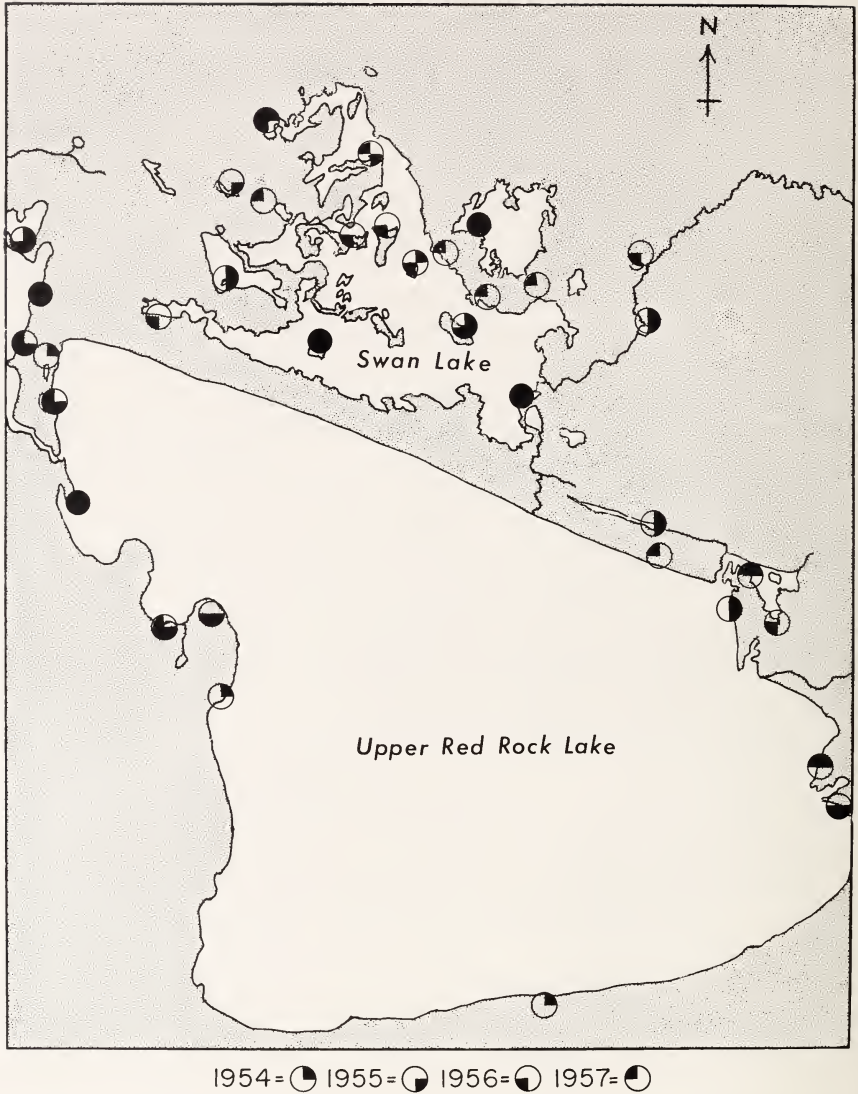 N
Swan Lake
Upper Red Rock Lake
1954= 1955= 1956= 1957=